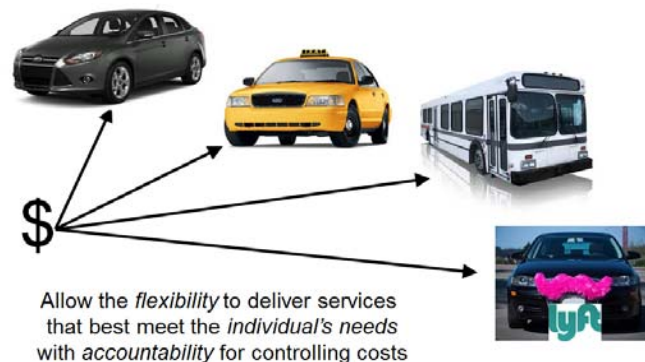 $
lyft
Allow the flexibility to deliver services
that best meet the individual's needs
with accountability for controlling costs